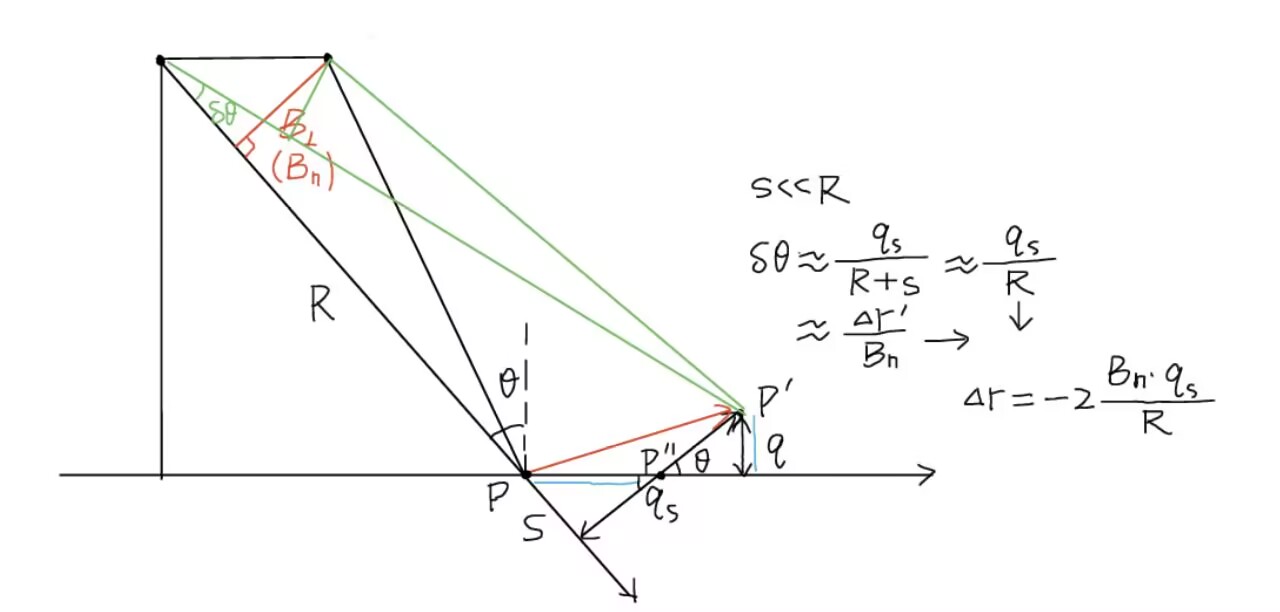 δθ
B⊥
(Bn)
R
θ
P
S
P''
θ
qs
P'
q
s<<R
δθ ≈ qs/(R+s) ≈ qs/R
≈ Δr'/Bn → ↓
Δr = -2 Bn·qs/R